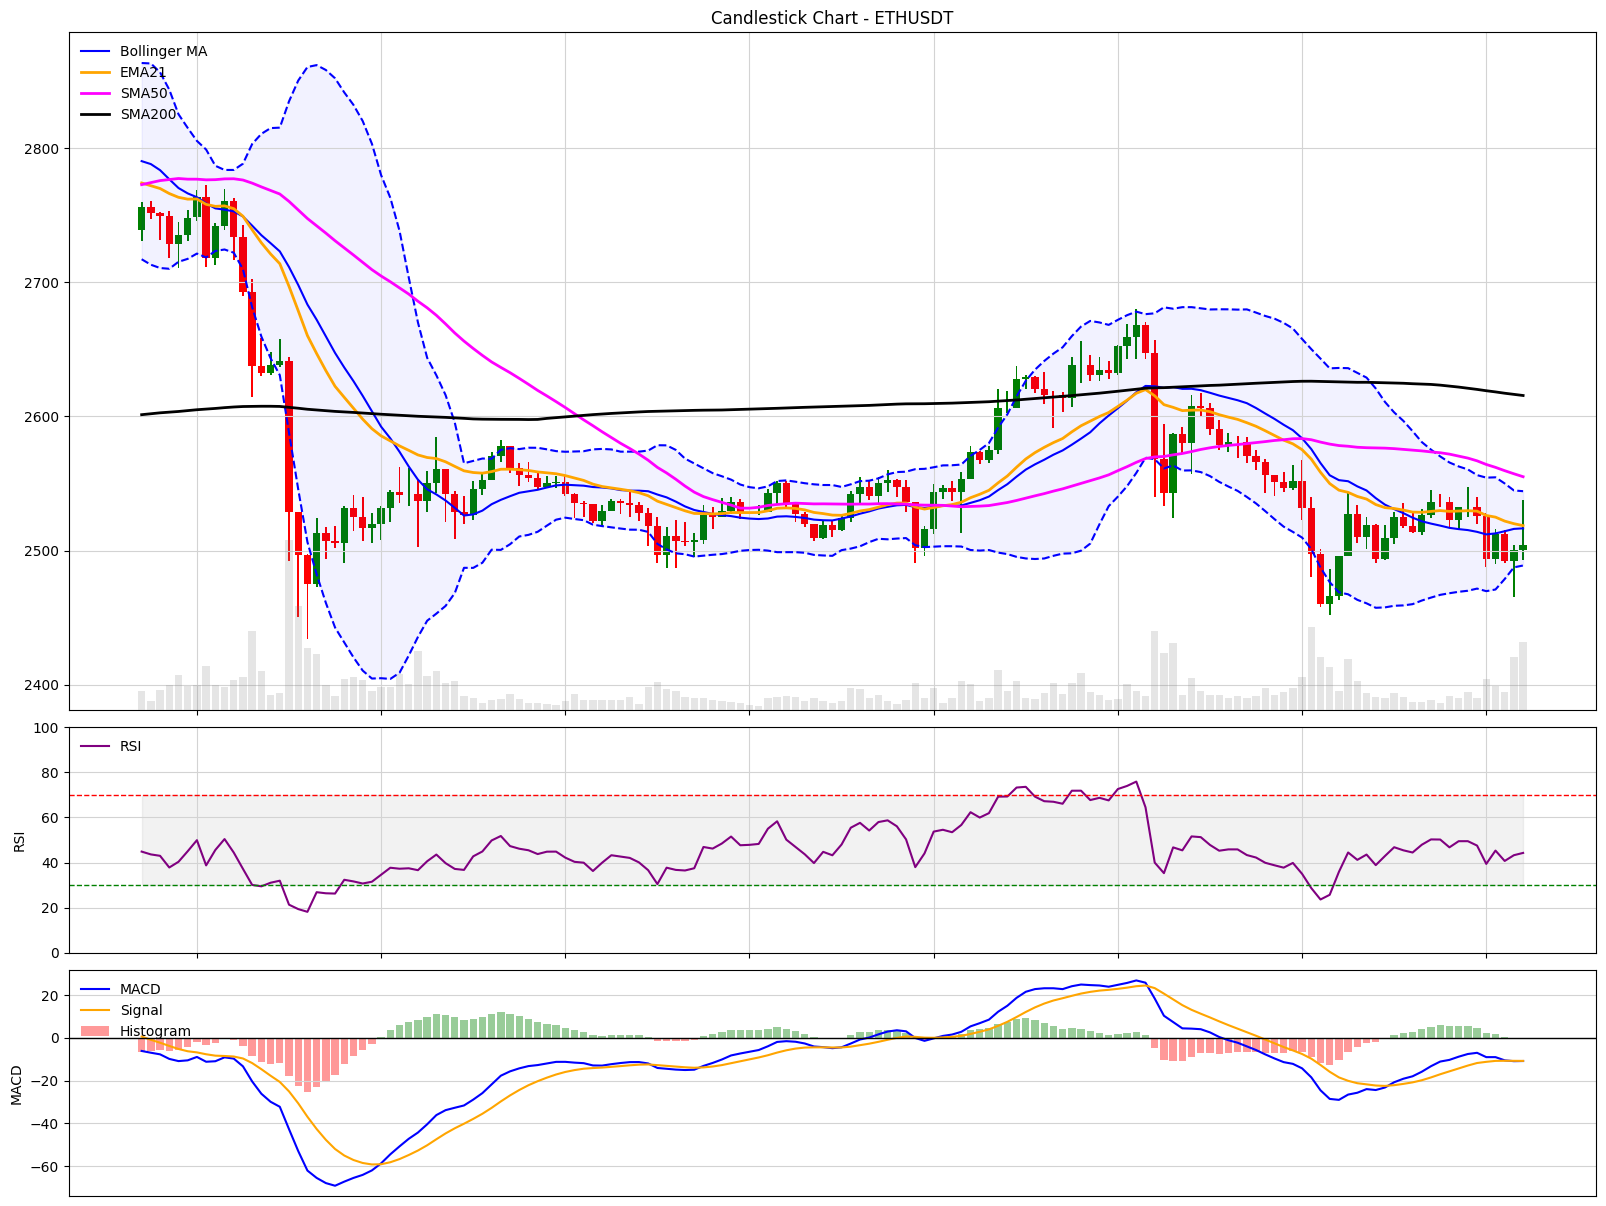 Candlestick Chart - ETHUSDT
Bollinger MA
EMA21
SMA50
SMA200
2800
2700
2600
2500
2400
RSI
100
80
60
40
20
0
RSI
MACD
Signal
Histogram
20
0
−20
−40
−60
MACD